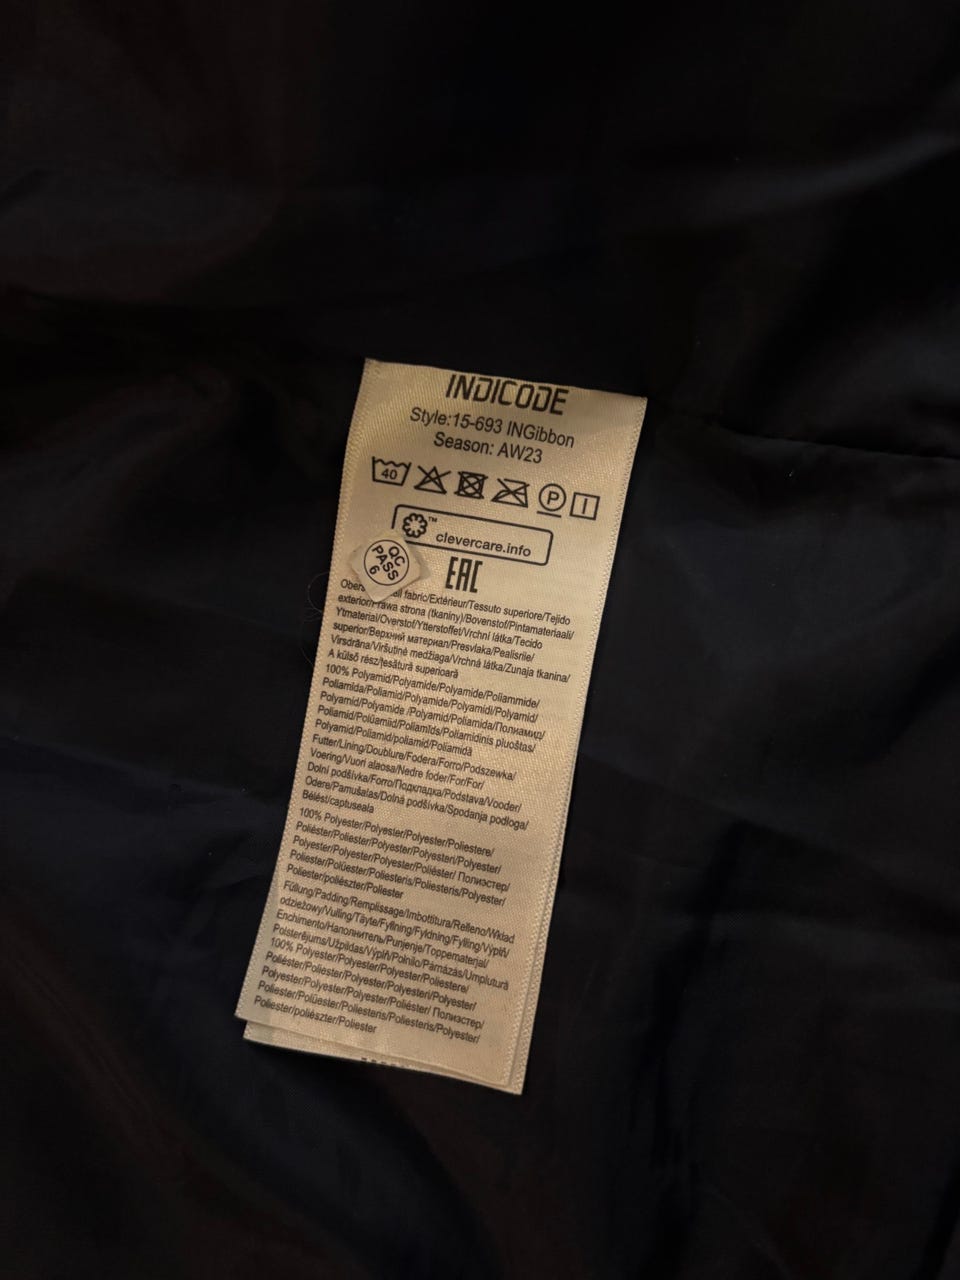 INDICODE
Style:15-693 INGibbon
Season: AW23
40 P
™ clevercare.info
QC
PASS
6
EAC
fabric/Extérieur/Tessuto superiore/Tejido
strona (tkaniny)/Bovenstof/Pintamateriaali/
Ytmaterial/Overstof/Ytterstoffet/Vrchní látka/Tecido
superior/Верхний материал/Presvlaka/Pealisriie/
Virsdrāna/Viršutinė medžiaga/Vrchná látka/Zunaja tkanina/
A külső rész/țesătură superioară
100% Polyamid/Polyamide/Polyamide/Poliammide/
Poliamida/Poliamid/Polyamide/Polyamidi/Polyamid/
Polyamid/Polyamide /Polyamid/Poliamida/Полиамид/
Poliamid/Polüamiid/Poliamīds/Poliamidinis pluoštas/
Polyamid/Poliamid/poliamid/Poliamidă
Futter/Lining/Doublure/Fodera/Forro/Podszewka/
Voering/Vuori alaosa/Nedre foder/For/For/
Dolní podšívka/Forro/Подкладка/Podstava/Vooder/
Odere/Pamušalas/Dolná podšívka/Spodanja podloga/
Bélést/captuseala
100% Polyester/Polyester/Polyester/Poliestere/
Poliéster/Poliester/Polyester/Polyesteri/Polyester/
Polyester/Polyester/Polyester/Poliéster/ Полиэстер/
Poliester/Polüester/Poliesteris/Poliesteris/Polyester/
Poliester/poliészter/Poliester
Füllung/Padding/Remplissage/Imbottitura/Relleno/Wkład
odzieżowy/Vulling/Täyte/Fyllning/Fyldning/Fylling/Výplň/
Enchimento/Наполнитель/Punjenje/Toppematerjal/
Polsterējums/Užpildas/Výplň/Polnilo/Párnázás/Umplutură
100% Polyester/Polyester/Polyester/Poliestere/
Poliéster/Poliester/Polyester/Polyesteri/Polyester/
Polyester/Polyester/Polyester/Poliéster/ Полиэстер/
Poliester/Polüester/Poliesteris/Poliesteris/Polyester/
Poliester/poliészter/Poliester